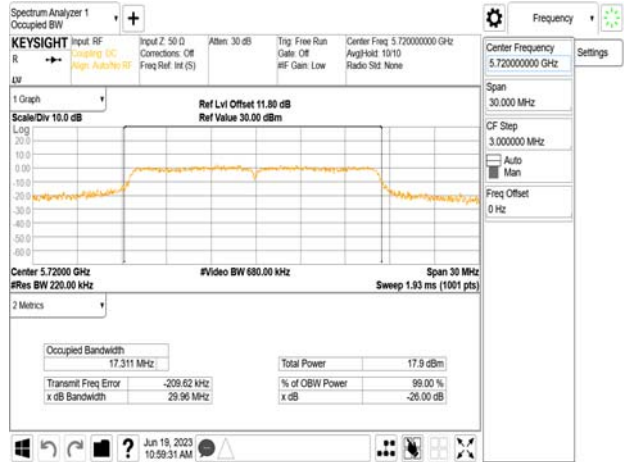 Spectrum Analyzer 1
Occupied BW
Frequency
KEYSIGHT
R
Input: RF
Coupling: DC
Align: Auto/No RF
Input Z: 50 Ω
Corrections: Off
Freq Ref: Int (S)
Atten: 30 dB
Trig: Free Run
Gate: Off
#IF Gain: Low
Center Freq: 5.720000000 GHz
Avg|Hold: 10/10
Radio Std: None
Center Frequency
5.720000000 GHz
Settings
Span
30.000 MHz
CF Step
3.000000 MHz
Auto
Man
Freq Offset
0 Hz
1 Graph
Scale/Div 10.0 dB
Ref Lvl Offset 11.80 dB
Ref Value 30.00 dBm
Log
20.0
10.0
0.00
-10.0
-20.0
-30.0
-40.0
-50.0
-60.0
Center 5.72000 GHz
#Video BW 680.00 kHz
Span 30 MHz
#Res BW 220.00 kHz
Sweep 1.93 ms (1001 pts)
2 Metrics
Occupied Bandwidth
17.311 MHz
Total Power 17.9 dBm
Transmit Freq Error -209.62 kHz
% of OBW Power 99.00 %
x dB Bandwidth 29.96 MHz
x dB -26.00 dB
?
Jun 19, 2023
10:59:31 AM